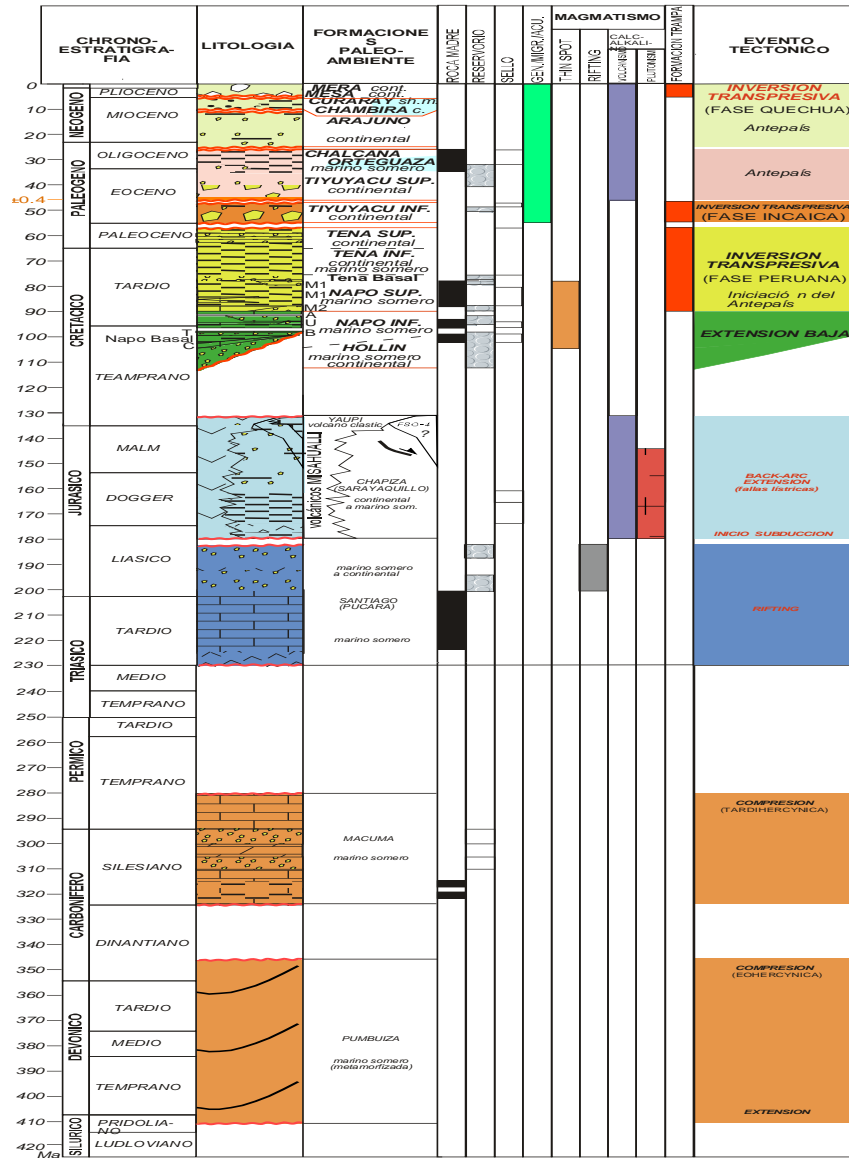 CHRONO-
ESTRATIGRA-
FIA
LITOLOGIA
FORMACIONE
S
PALEO-
AMBIENTE
ROCA MADRE
RESERVORIO
SELLO
GEN./MIGR./ACU.
MAGMATISMO
THIN SPOT
RIFTING
CALC-
ALKALI-
NO
VOLCANISMO
PLUTONISM
FORMACION TRAMPA
EVENTO
TECTONICO
0
10
20
30
40
±0.4
50
60
70
80
90
100
110
120
130
140
150
160
170
180
190
200
210
220
230
240
250
260
270
280
290
300
310
320
330
340
350
360
370
380
390
400
410
420
Ma
NEOGENO
PALEOGENO
CRETACICO
JURASICO
TRIASICO
PERMICO
CARBONIFERO
DEVONICO
SILURICO
PLIOCENO
MIOCENO
OLIGOCENO
EOCENO
PALEOCENO
TARDIO
Napo Basal
TEAMPRANO
MALM
DOGGER
LIASICO
TARDIO
MEDIO
TEMPRANO
TARDIO
TEMPRANO
SILESIANO
DINANTIANO
TARDIO
MEDIO
TEMPRANO
PRIDOLIA-
NO
LUDLOVIANO
T
C
M1
M1
M2
A
U
B
MERA cont.
MESA cont.
CURARAY sh.m.
CHAMBIRA c.
ARAJUNO
continental
CHALCANA
ORTEGUAZA
marino somero
TIYUYACU SUP.
continental
TIYUYACU INF.
continental
TENA SUP.
continental
TENA INF.
continental
marino somero
Tena Basal
NAPO SUP.
marino somero
NAPO INF.
marino somero
HOLLIN
marino somero
continental
YAUPI
volcano clastic
?
volcánicos MISAHUALLI
CHAPIZA
(SARAYAQUILLO)
continental
a marino som.
marino somero
a continental
SANTIAGO
(PUCARA)
marino somero
MACUMA
marino somero
PUMBUIZA
marino somero
(metamorfizada)
INVERSION
TRANSPRESIVA
(FASE QUECHUA)
Antepaís
Antepaís
INVERSION TRANSPRESIVA
(FASE INCAICA)
INVERSION
TRANSPRESIVA
(FASE PERUANA)
Iniciació n del
Antepaís
EXTENSION BAJA
BACK-ARC
EXTENSION
(fallas lístricas)
INICIO SUBDUCCION
RIFTING
COMPRESION
(TARDIHERCYNICA)
COMPRESION
(EOHERCYNICA)
EXTENSION